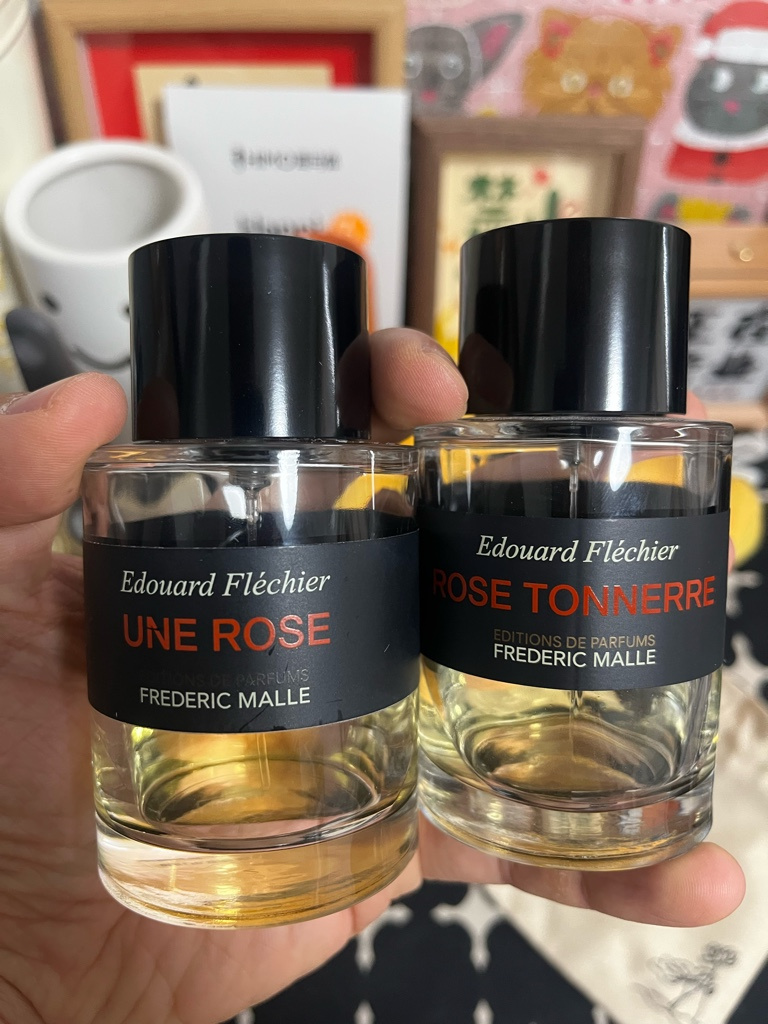 Edouard Fléchier
UNE ROSE
EDITIONS DE PARFUMS
FREDERIC MALLE
Edouard Fléchier
ROSE TONNERRE
EDITIONS DE PARFUMS
FREDERIC MALLE